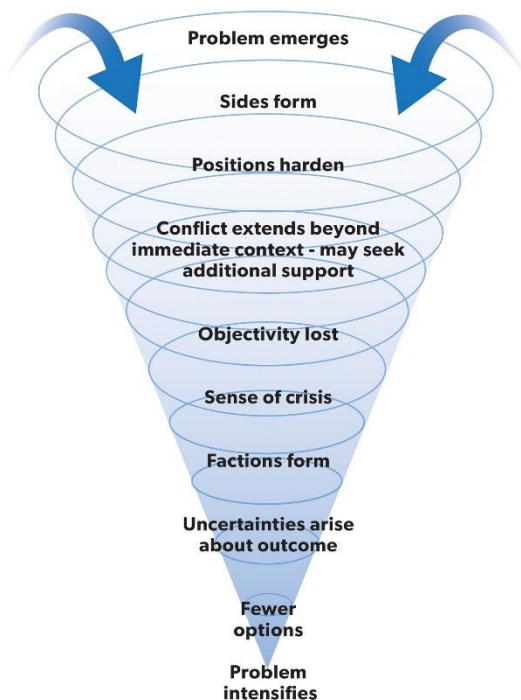 Problem emerges
Sides form
Positions harden
Conflict extends beyond
immediate context - may seek
additional support
Objectivity lost
Sense of crisis
Factions form
Uncertainties arise
about outcome
Fewer
options
Problem
intensifies